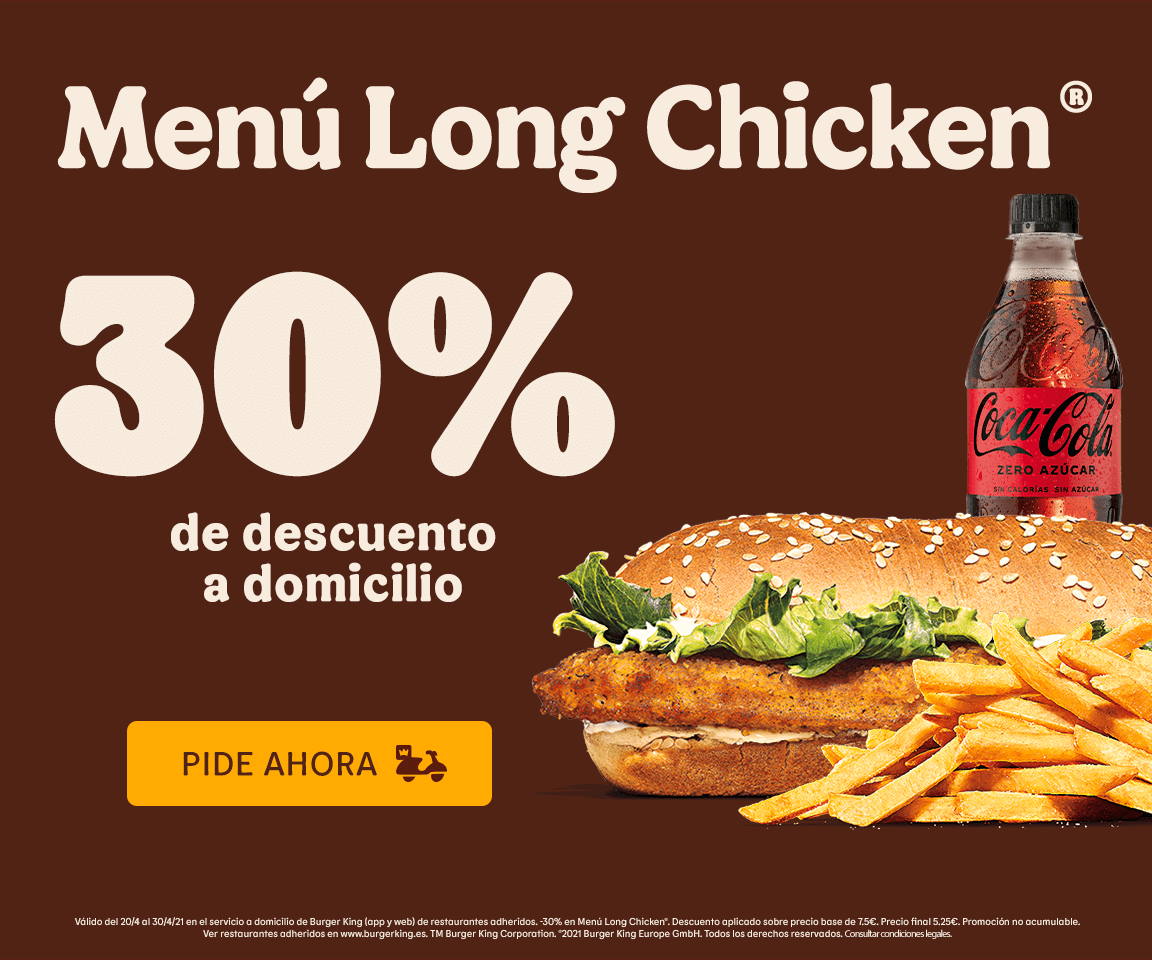 Menú Long Chicken®
30%
de descuento
a domicilio
Coca-Cola
ZERO AZÚCAR
SIN CALORÍAS SIN AZÚCAR
PIDE AHORA
Válido del 20/4 al 30/4/21 en el servicio a domicilio de Burger King (app y web) de restaurantes adheridos. -30% en Menú Long Chicken®. Descuento aplicado sobre precio base de 7.5€. Precio final 5.25€. Promoción no acumulable.
Ver restaurantes adheridos en www.burgerking.es. TM Burger King Corporation. ©2021 Burger King Europe GmbH. Todos los derechos reservados. Consultar condiciones legales.